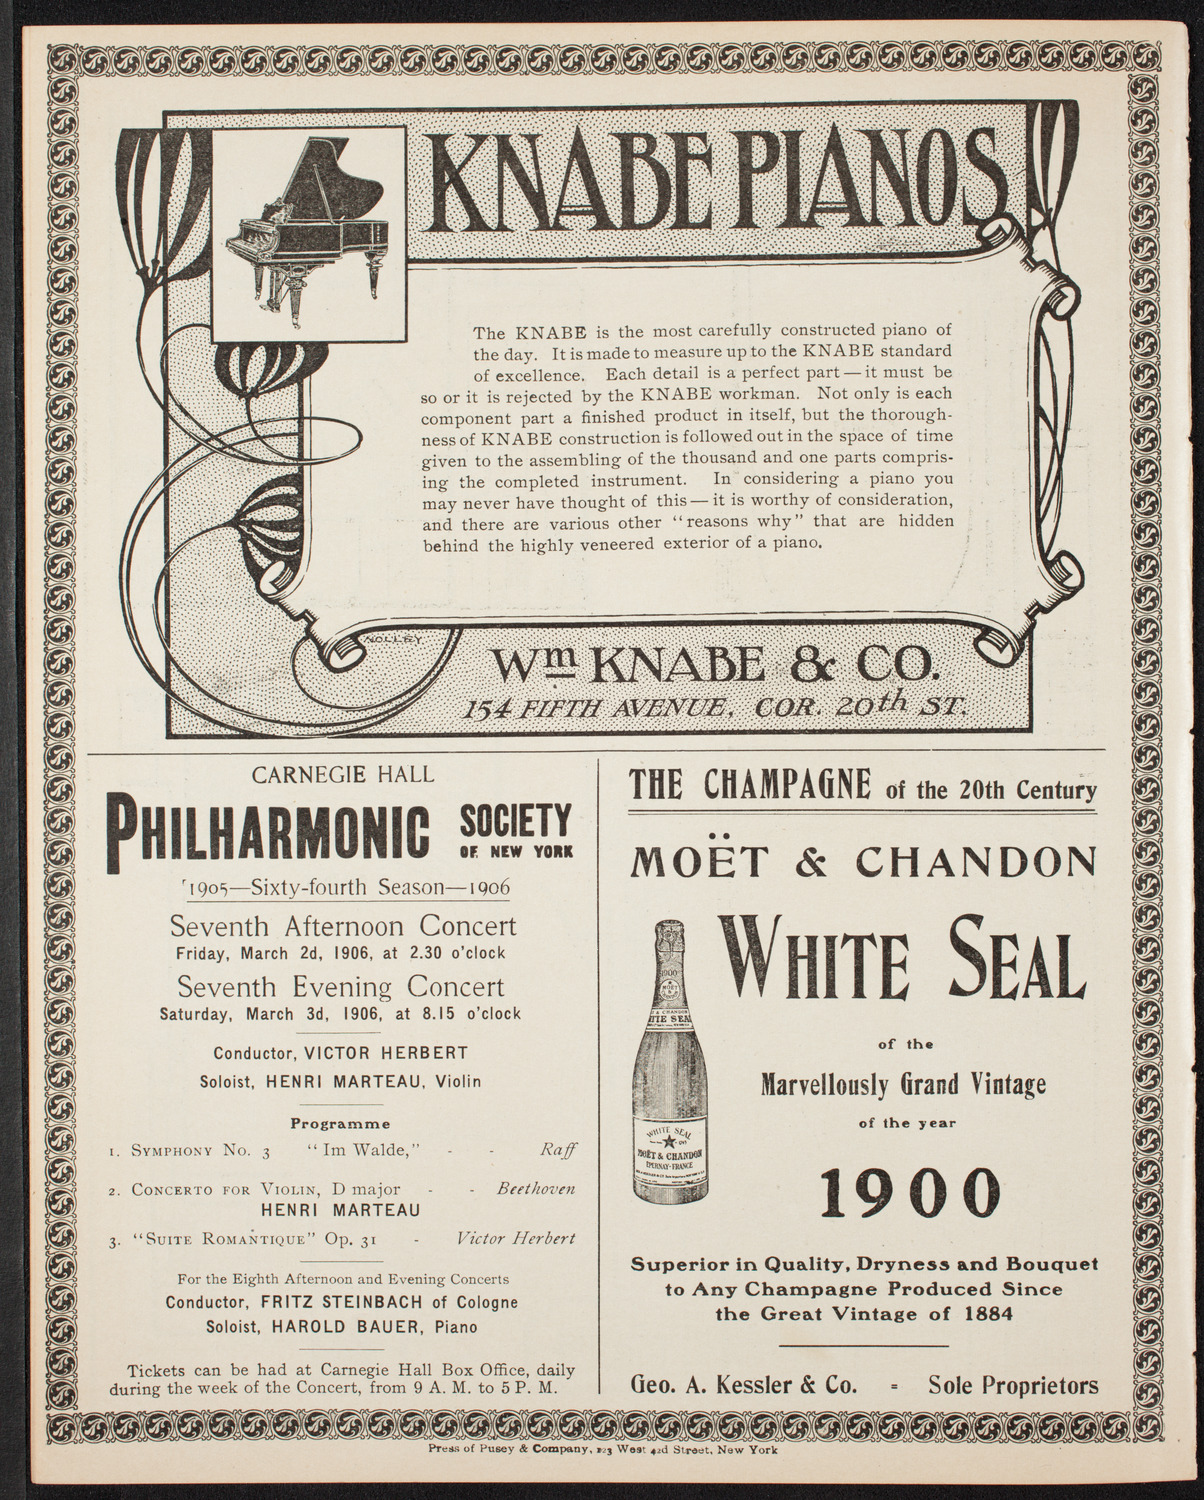 KNABE PIANOS
The KNABE is the most carefully constructed piano of
the day. It is made to measure up to the KNABE standard
of excellence. Each detail is a perfect part — it must be
so or it is rejected by the KNABE workman. Not only is each
component part a finished product in itself, but the thorough-
ness of KNABE construction is followed out in the space of time
given to the assembling of the thousand and one parts compris-
ing the completed instrument. In considering a piano you
may never have thought of this — it is worthy of consideration,
and there are various other "reasons why" that are hidden
behind the highly veneered exterior of a piano.
Wm KNABE & CO.
154 FIFTH AVENUE, COR. 20th ST.
CARNEGIE HALL
PHILHARMONIC SOCIETY
OF NEW YORK
1905—Sixty-fourth Season—1906
Seventh Afternoon Concert
Friday, March 2d, 1906, at 2.30 o'clock
Seventh Evening Concert
Saturday, March 3d, 1906, at 8.15 o'clock
Conductor, VICTOR HERBERT
Soloist, HENRI MARTEAU, Violin
Programme
1. SYMPHONY No. 3 "Im Walde," - - Raff
2. CONCERTO FOR VIOLIN, D major - - Beethoven
HENRI MARTEAU
3. "SUITE ROMANTIQUE" Op. 31 - Victor Herbert
For the Eighth Afternoon and Evening Concerts
Conductor, FRITZ STEINBACH of Cologne
Soloist, HAROLD BAUER, Piano
Tickets can be had at Carnegie Hall Box Office, daily
during the week of the Concert, from 9 A. M. to 5 P. M.
THE CHAMPAGNE of the 20th Century
MOËT & CHANDON
WHITE SEAL
of the
Marvellously Grand Vintage
of the year
1900
1900
WHITE SEAL
MOËT & CHANDON
EPERNAY-FRANCE
Superior in Quality, Dryness and Bouquet
to Any Champagne Produced Since
the Great Vintage of 1884
Geo. A. Kessler & Co. = Sole Proprietors
Press of Pusey & Company, 123 West 42d Street, New York